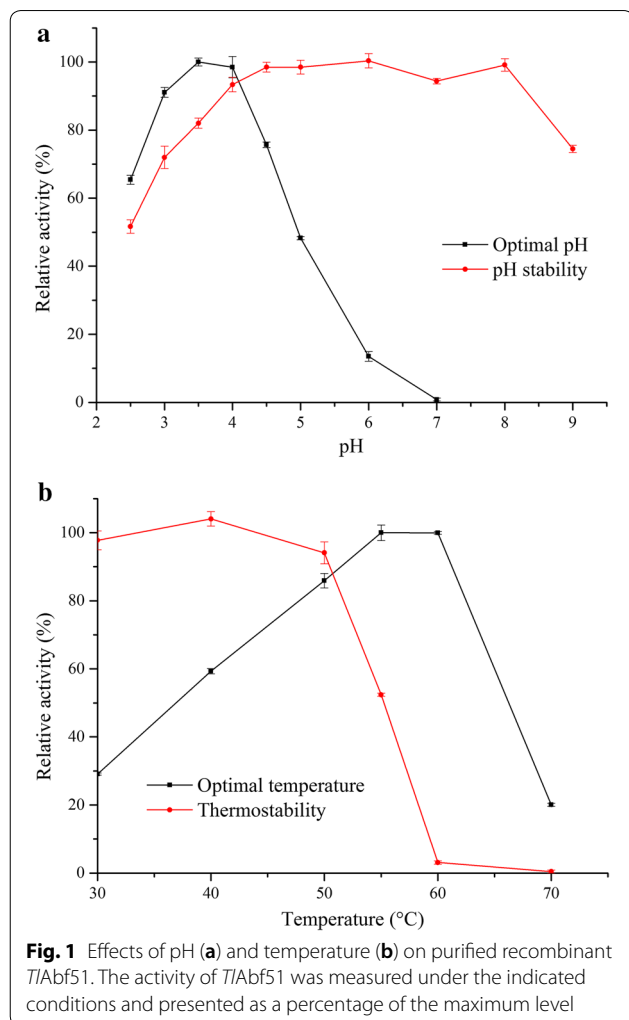 a
100
80
60
40
20
0
Relative activity (%)
Optimal pH
pH stability
2 3 4 5 6 7 8 9
pH
b
100
80
60
40
20
0
Relative activity (%)
Optimal temperature
Thermostability
30 40 50 60 70
Temperature (°C)
Fig. 1 Effects of pH (a) and temperature (b) on purified recombinant
TlAbf51. The activity of TlAbf51 was measured under the indicated
conditions and presented as a percentage of the maximum level